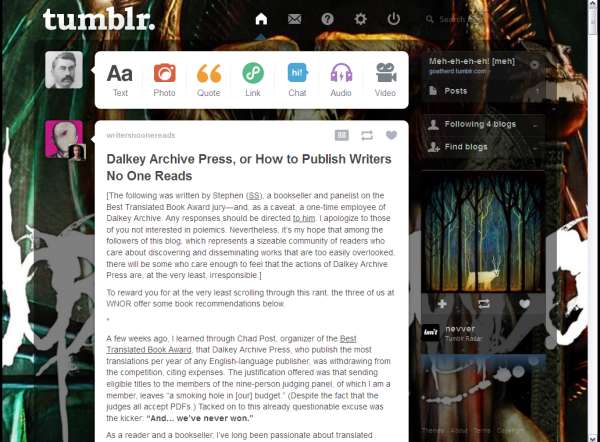 tumblr.
Search
Aa
hi!
Text Photo Quote Link Chat Audio Video
Meh-eh-eh-eh! [meh]
goatherd.tumblr.com
Posts 1
Following 4 blogs
Find blogs
writersnoonereads
Dalkey Archive Press, or How to Publish Writers
No One Reads
[The following was written by Stephen (SS), a bookseller and panelist on the
Best Translated Book Award jury—and, as a caveat, a one-time employee of
Dalkey Archive. Any responses should be directed to him. I apologize to those
of you not interested in polemics. Nevertheless, it's my hope that among the
followers of this blog, which represents a sizeable community of readers who
care about discovering and disseminating works that are too easily overlooked,
there will be some who care enough to feel that the actions of Dalkey Archive
Press are, at the very least, irresponsible.]
To reward you for at the very least scrolling through this rant, the three of us at
WNOR offer some book recommendations below.
*
A few weeks ago, I learned through Chad Post, organizer of the Best
Translated Book Award, that Dalkey Archive Press, who publish the most
translations per year of any English-language publisher, was withdrawing from
the competition, citing expenses. The justification offered was that sending
eligible titles to the members of the nine-person judging panel, of which I am a
member, leaves “a smoking hole in [our] budget.” (Despite the fact that the
judges all accept PDFs.) Tacked on to this already questionable excuse was
the kicker: “And… we've never won.”
As a reader and a bookseller, I've long been passionate about translated
nevver
Tumblr Radar
Themes About Terms Copyright